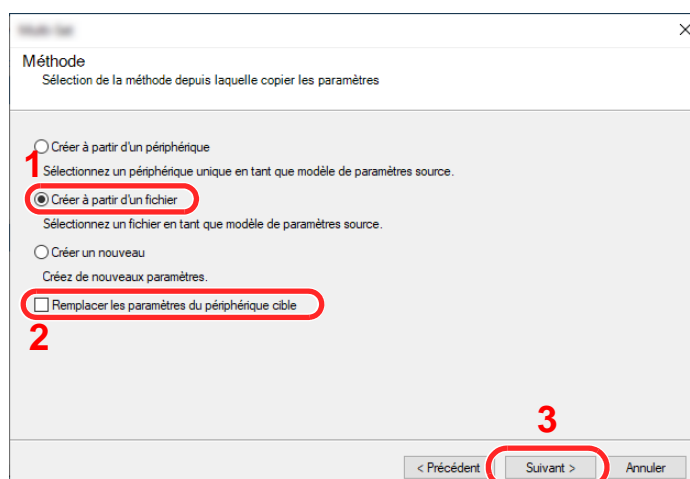 Méthode
Sélection de la méthode depuis laquelle copier les paramètres
Créer à partir d'un périphérique
1
Sélectionnez un périphérique unique en tant que modèle de paramètres source.
Créer à partir d'un fichier
Sélectionnez un fichier en tant que modèle de paramètres source.
Créer un nouveau
Créez de nouveaux paramètres.
Remplacer les paramètres du périphérique cible
2
3
< Précédent Suivant > Annuler